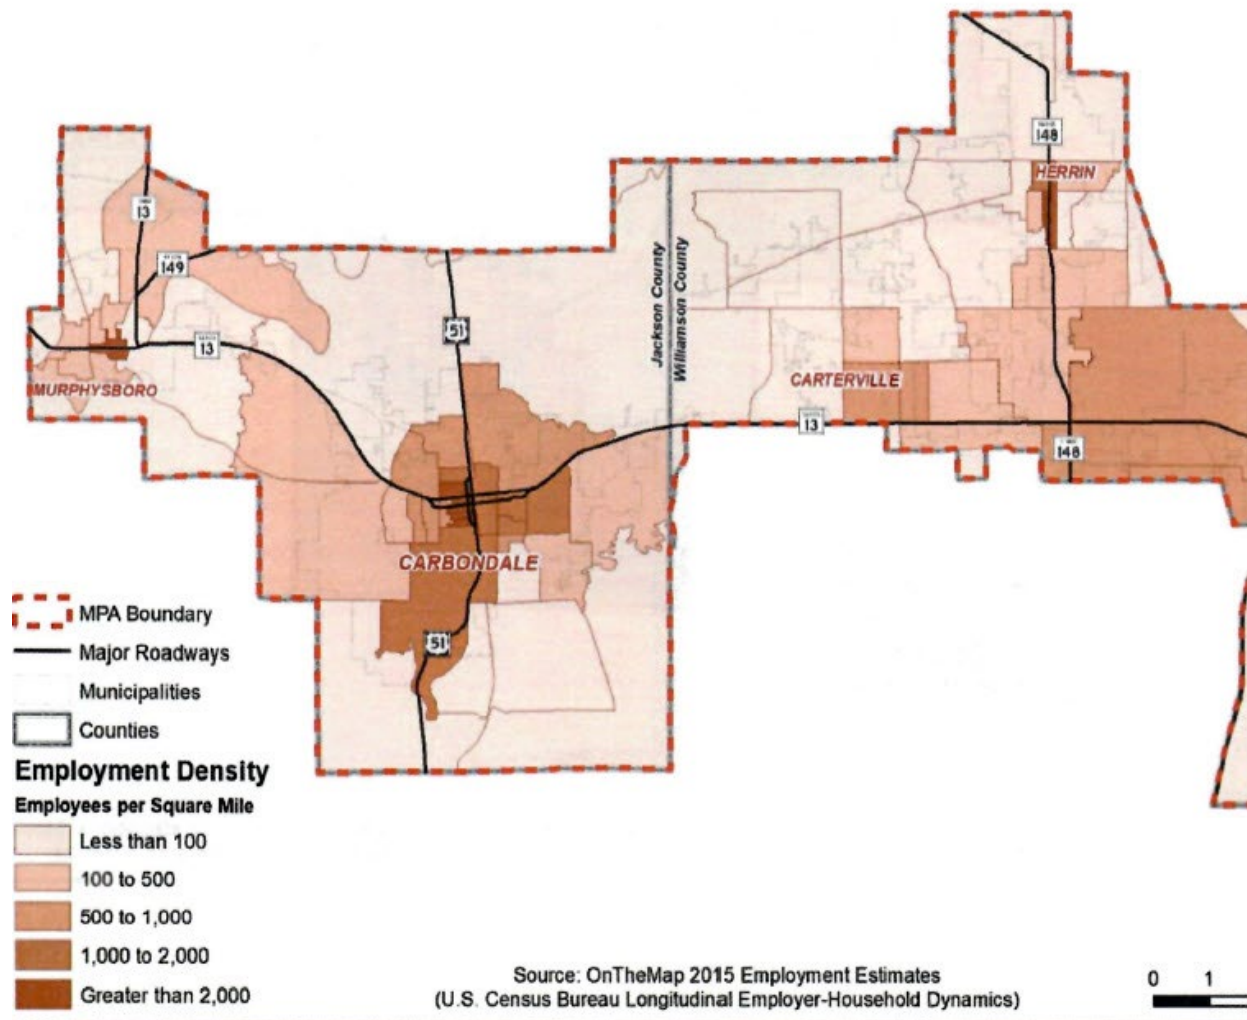 148
HERRIN
13
149
Jackson County
Williamson County
51
13
MURPHYSBORO
CARTERVILLE
13
148
CARBONDALE
51
MPA Boundary
Major Roadways
Municipalities
Counties
Employment Density
Employees per Square Mile
Less than 100
100 to 500
500 to 1,000
1,000 to 2,000
Greater than 2,000
Source: OnTheMap 2015 Employment Estimates
(U.S. Census Bureau Longitudinal Employer-Household Dynamics)
0 1